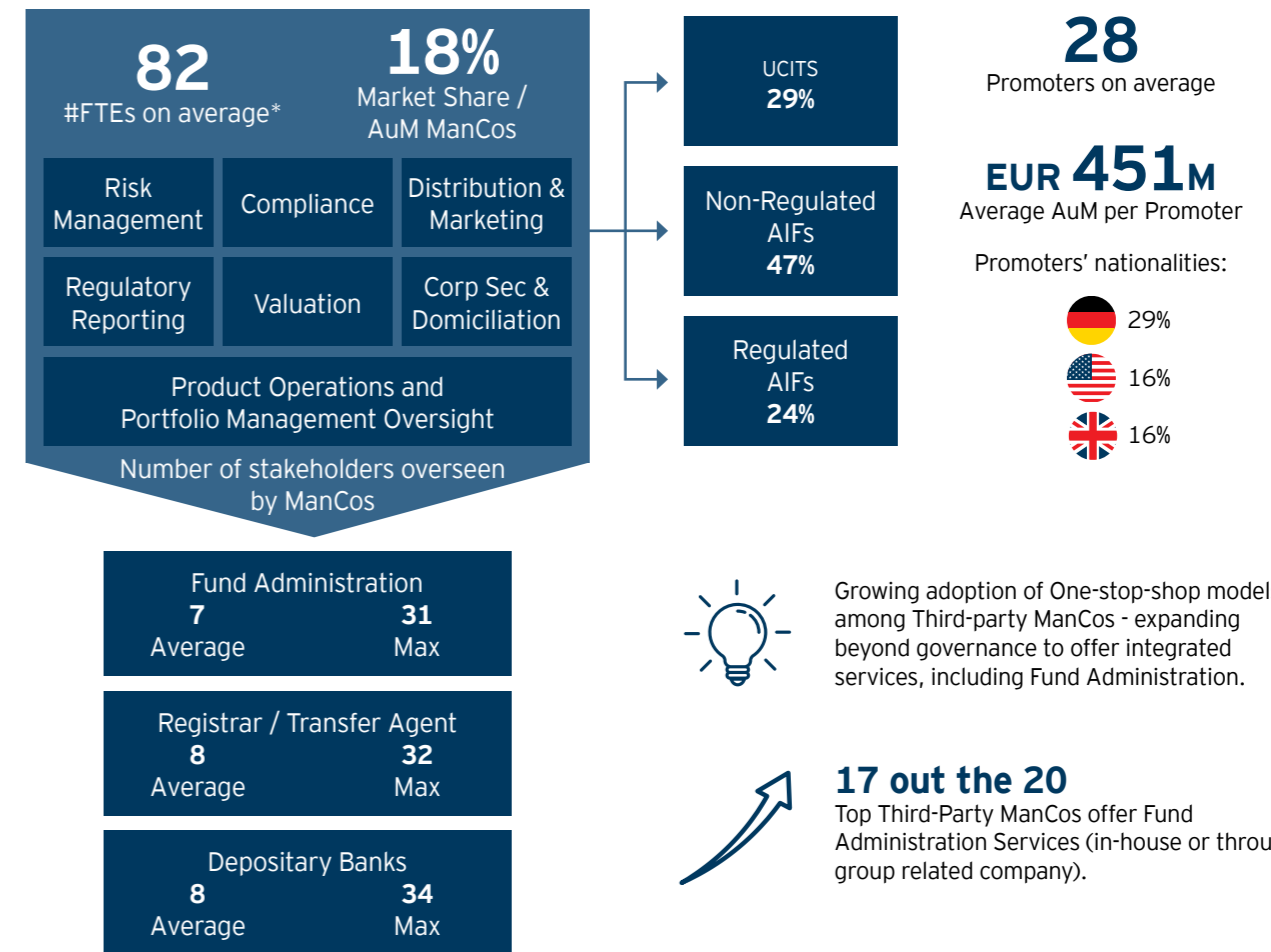 82
#FTEs on average*
18%
Market Share /
AuM ManCos
Risk
Management
Compliance
Distribution &
Marketing
Regulatory
Reporting
Valuation
Corp Sec &
Domiciliation
Product Operations and
Portfolio Management Oversight
Number of stakeholders overseen
by ManCos
Fund Administration
7
Average
31
Max
Registrar / Transfer Agent
8
Average
32
Max
Depositary Banks
8
Average
34
Max
UCITS
29%
Non-Regulated
AIFs
47%
Regulated
AIFs
24%
28
Promoters on average
EUR 451M
Average AuM per Promoter
Promoters' nationalities:
29%
16%
16%
Growing adoption of One-stop-shop model
among Third-party ManCos - expanding
beyond governance to offer integrated
services, including Fund Administration.
17 out the 20
Top Third-Party ManCos offer Fund
Administration Services (in-house or throu
group related company).